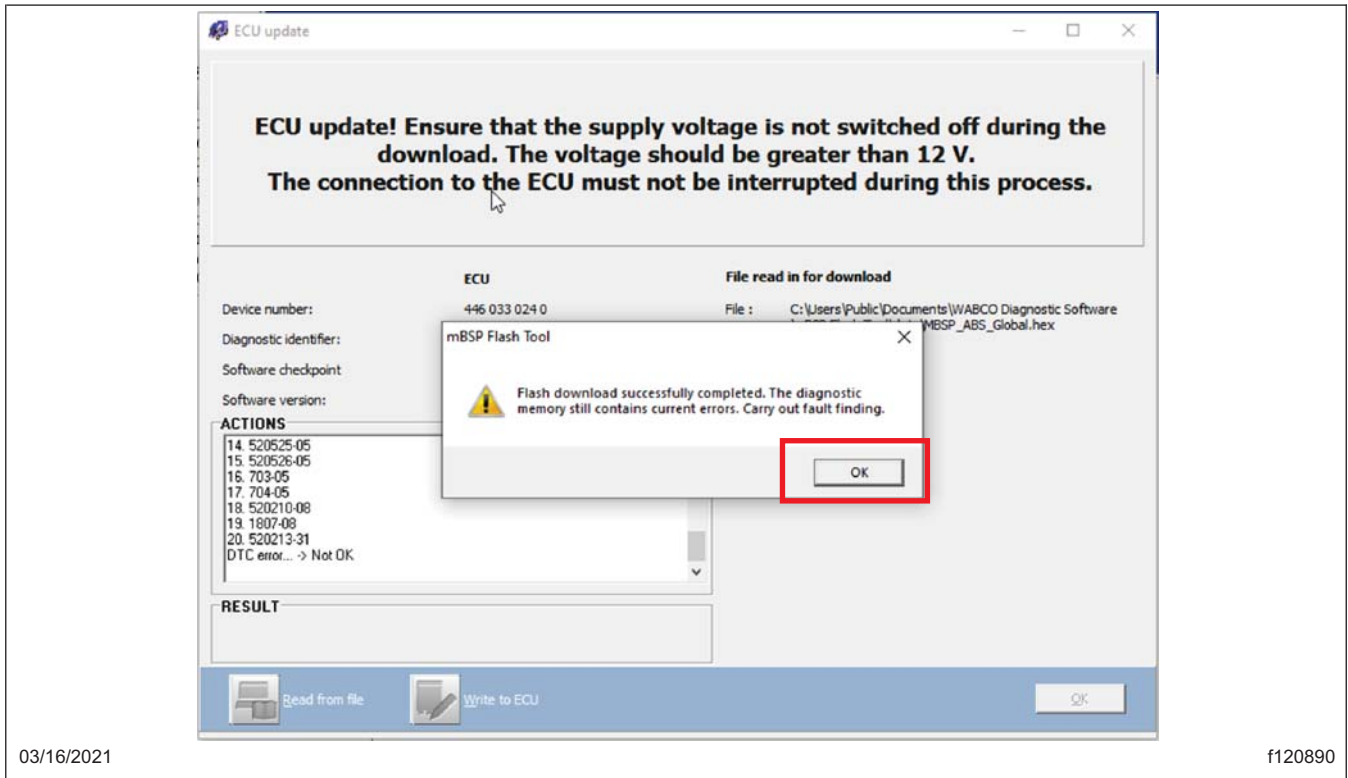 ECU update
ECU update! Ensure that the supply voltage is not switched off during the
download. The voltage should be greater than 12 V.
The connection to the ECU must not be interrupted during this process.
ECU
File read in for download
Device number:
446 033 024 0
File :
C:\Users\Public\Documents\WABCO Diagnostic Software
MBSP_ABS_Global.hex
Diagnostic identifier:
Software checkpoint
Software version:
mBSP Flash Tool
Flash download successfully completed. The diagnostic
memory still contains current errors. Carry out fault finding.
OK
ACTIONS
14. 520525-05
15. 520526-05
16. 703-05
17. 704-05
18. 520210-08
19. 1807-08
20. 520213-31
DTC error... -> Not OK
RESULT
Read from file
Write to ECU
OK
03/16/2021
f120890